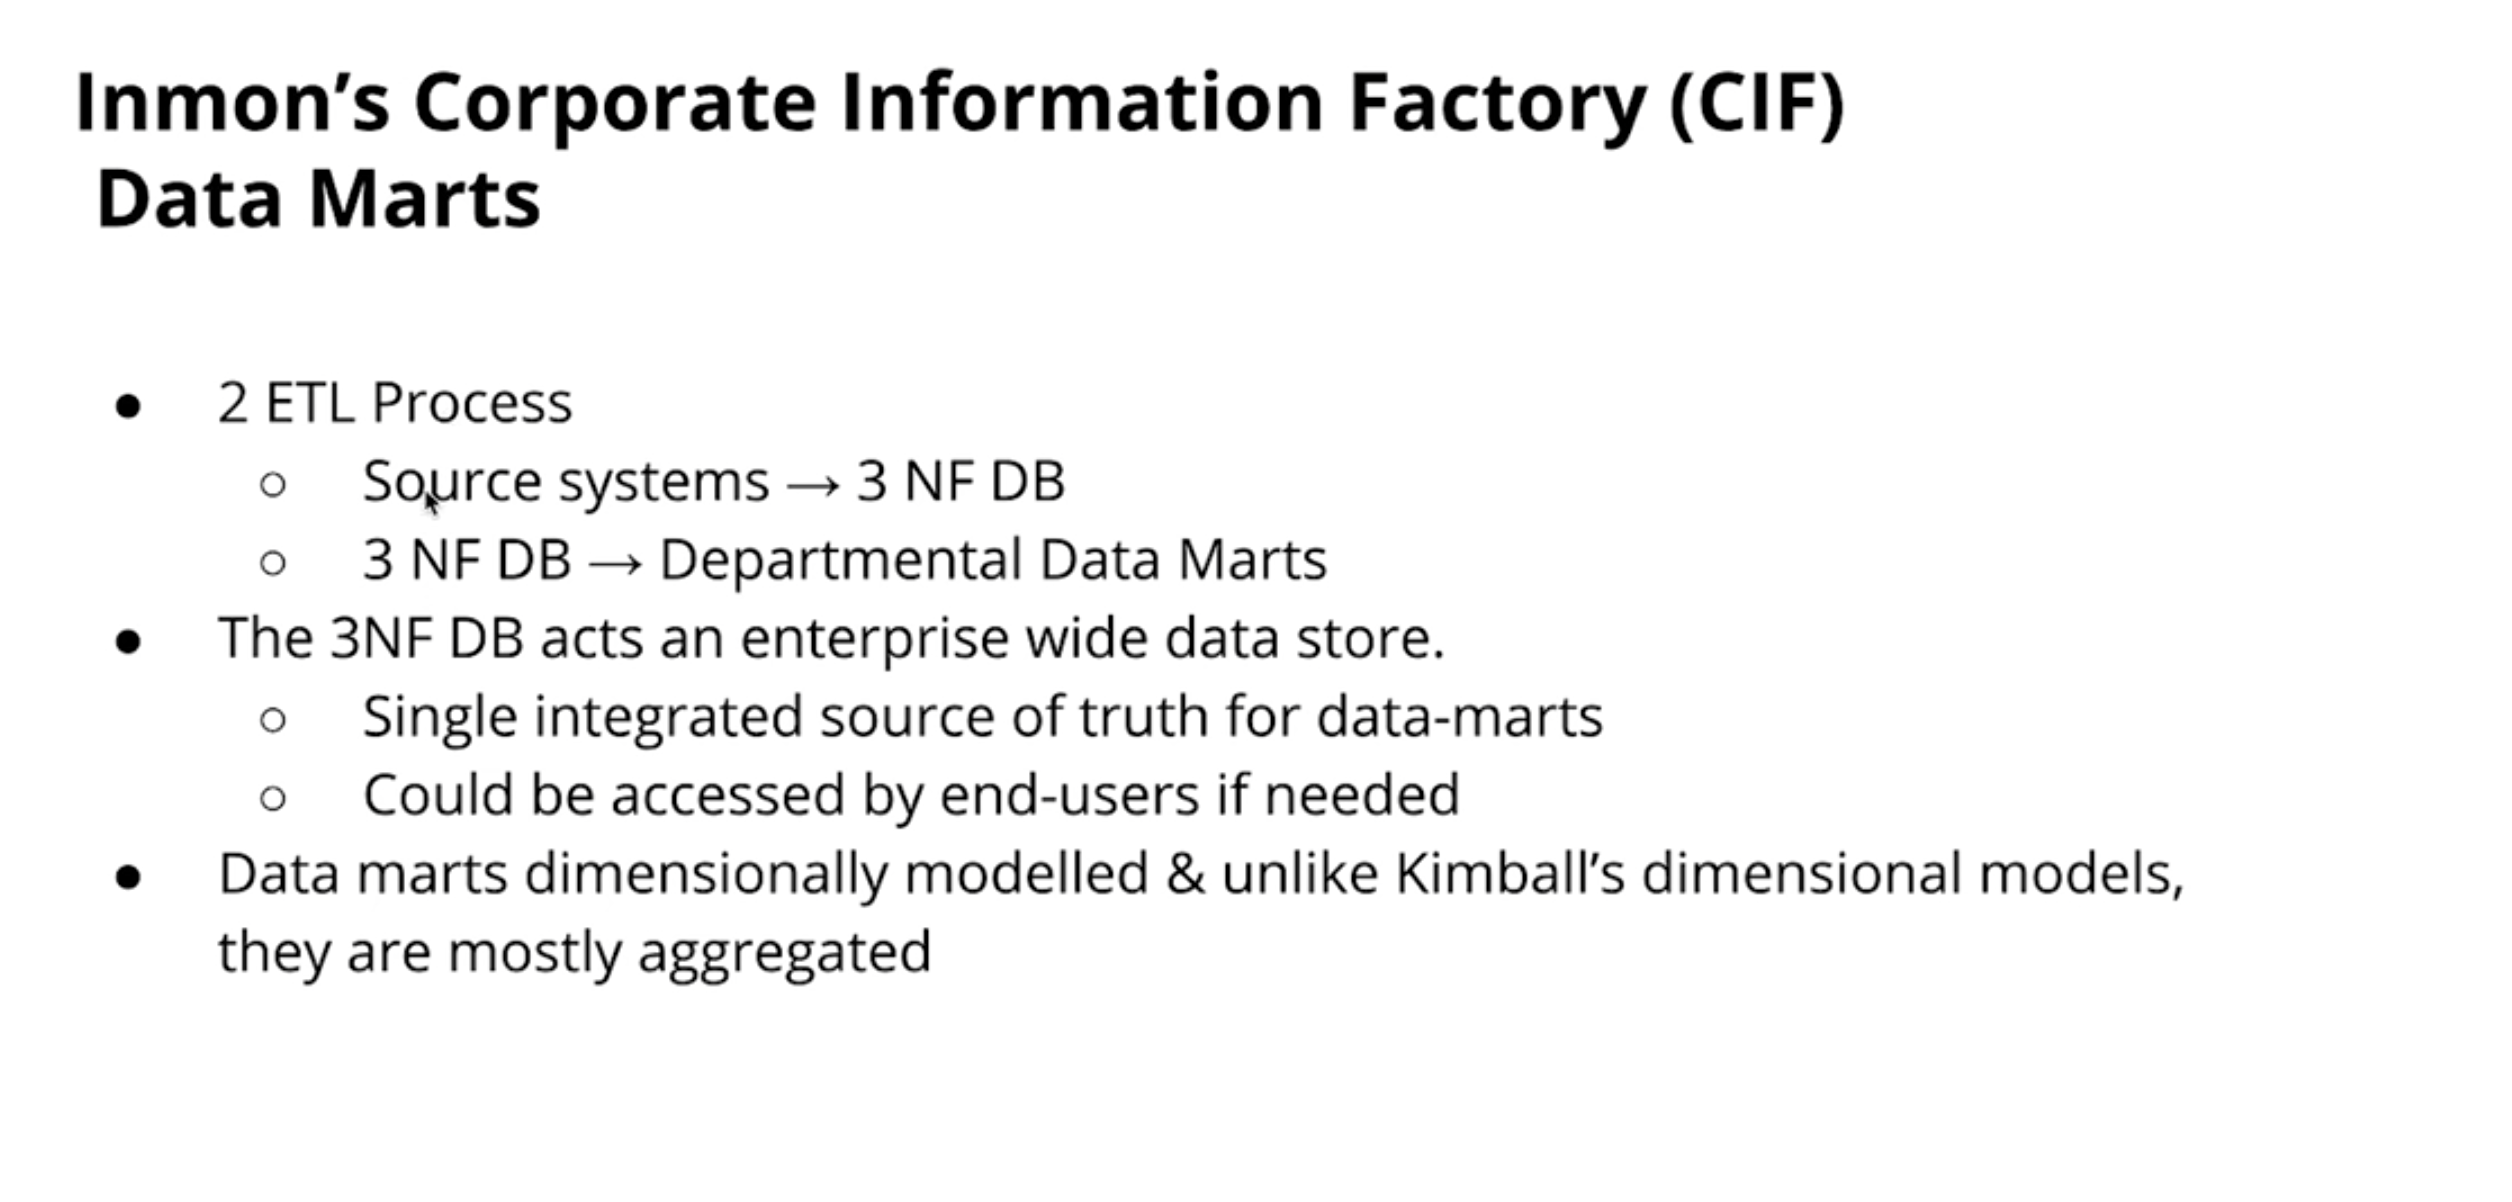 Inmon’s Corporate Information Factory (CIF)
Data Marts
● 2 ETL Process
○ Source systems → 3 NF DB
○ 3 NF DB → Departmental Data Marts
● The 3NF DB acts an enterprise wide data store.
○ Single integrated source of truth for data-marts
○ Could be accessed by end-users if needed
● Data marts dimensionally modelled & unlike Kimball’s dimensional models,
they are mostly aggregated